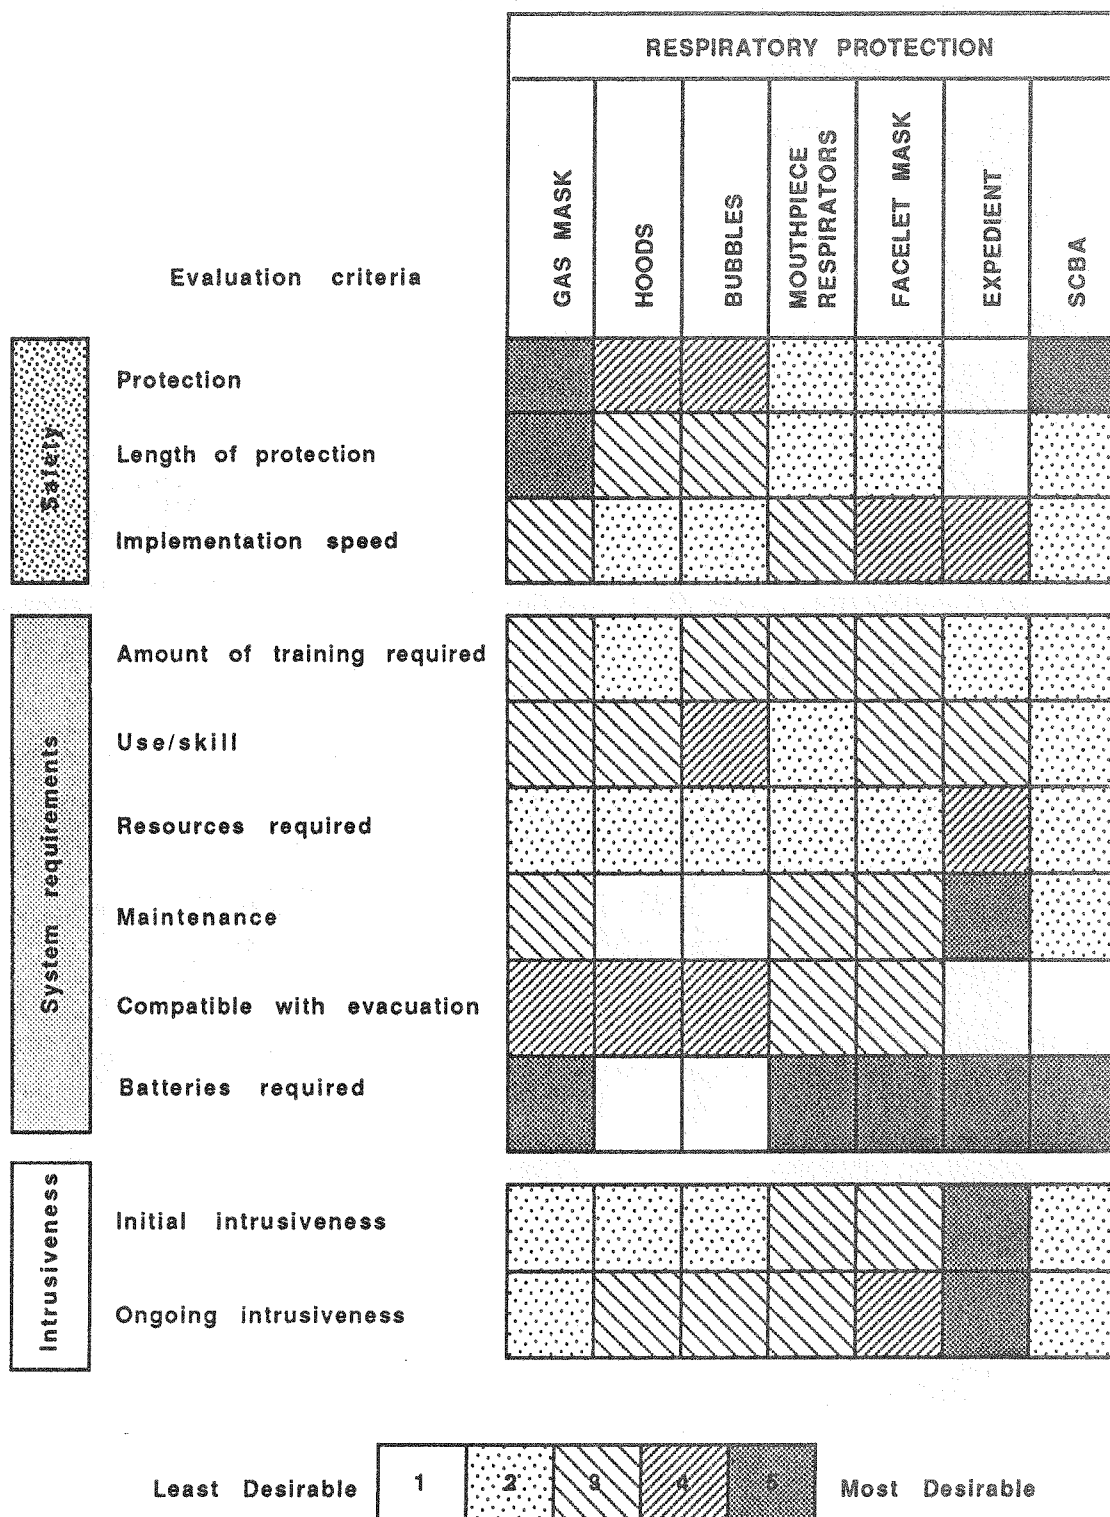 RESPIRATORY PROTECTION
GAS MASK
HOODS
BUBBLES
MOUTHPIECE
RESPIRATORS
FACELET MASK
EXPEDIENT
SCBA
Evaluation criteria
Safety
Protection
Length of protection
Implementation speed
System requirements
Amount of training required
Use/skill
Resources required
Maintenance
Compatible with evacuation
Batteries required
Intrusiveness
Initial intrusiveness
Ongoing intrusiveness
Least Desirable 1 2 3 4 5 Most Desirable